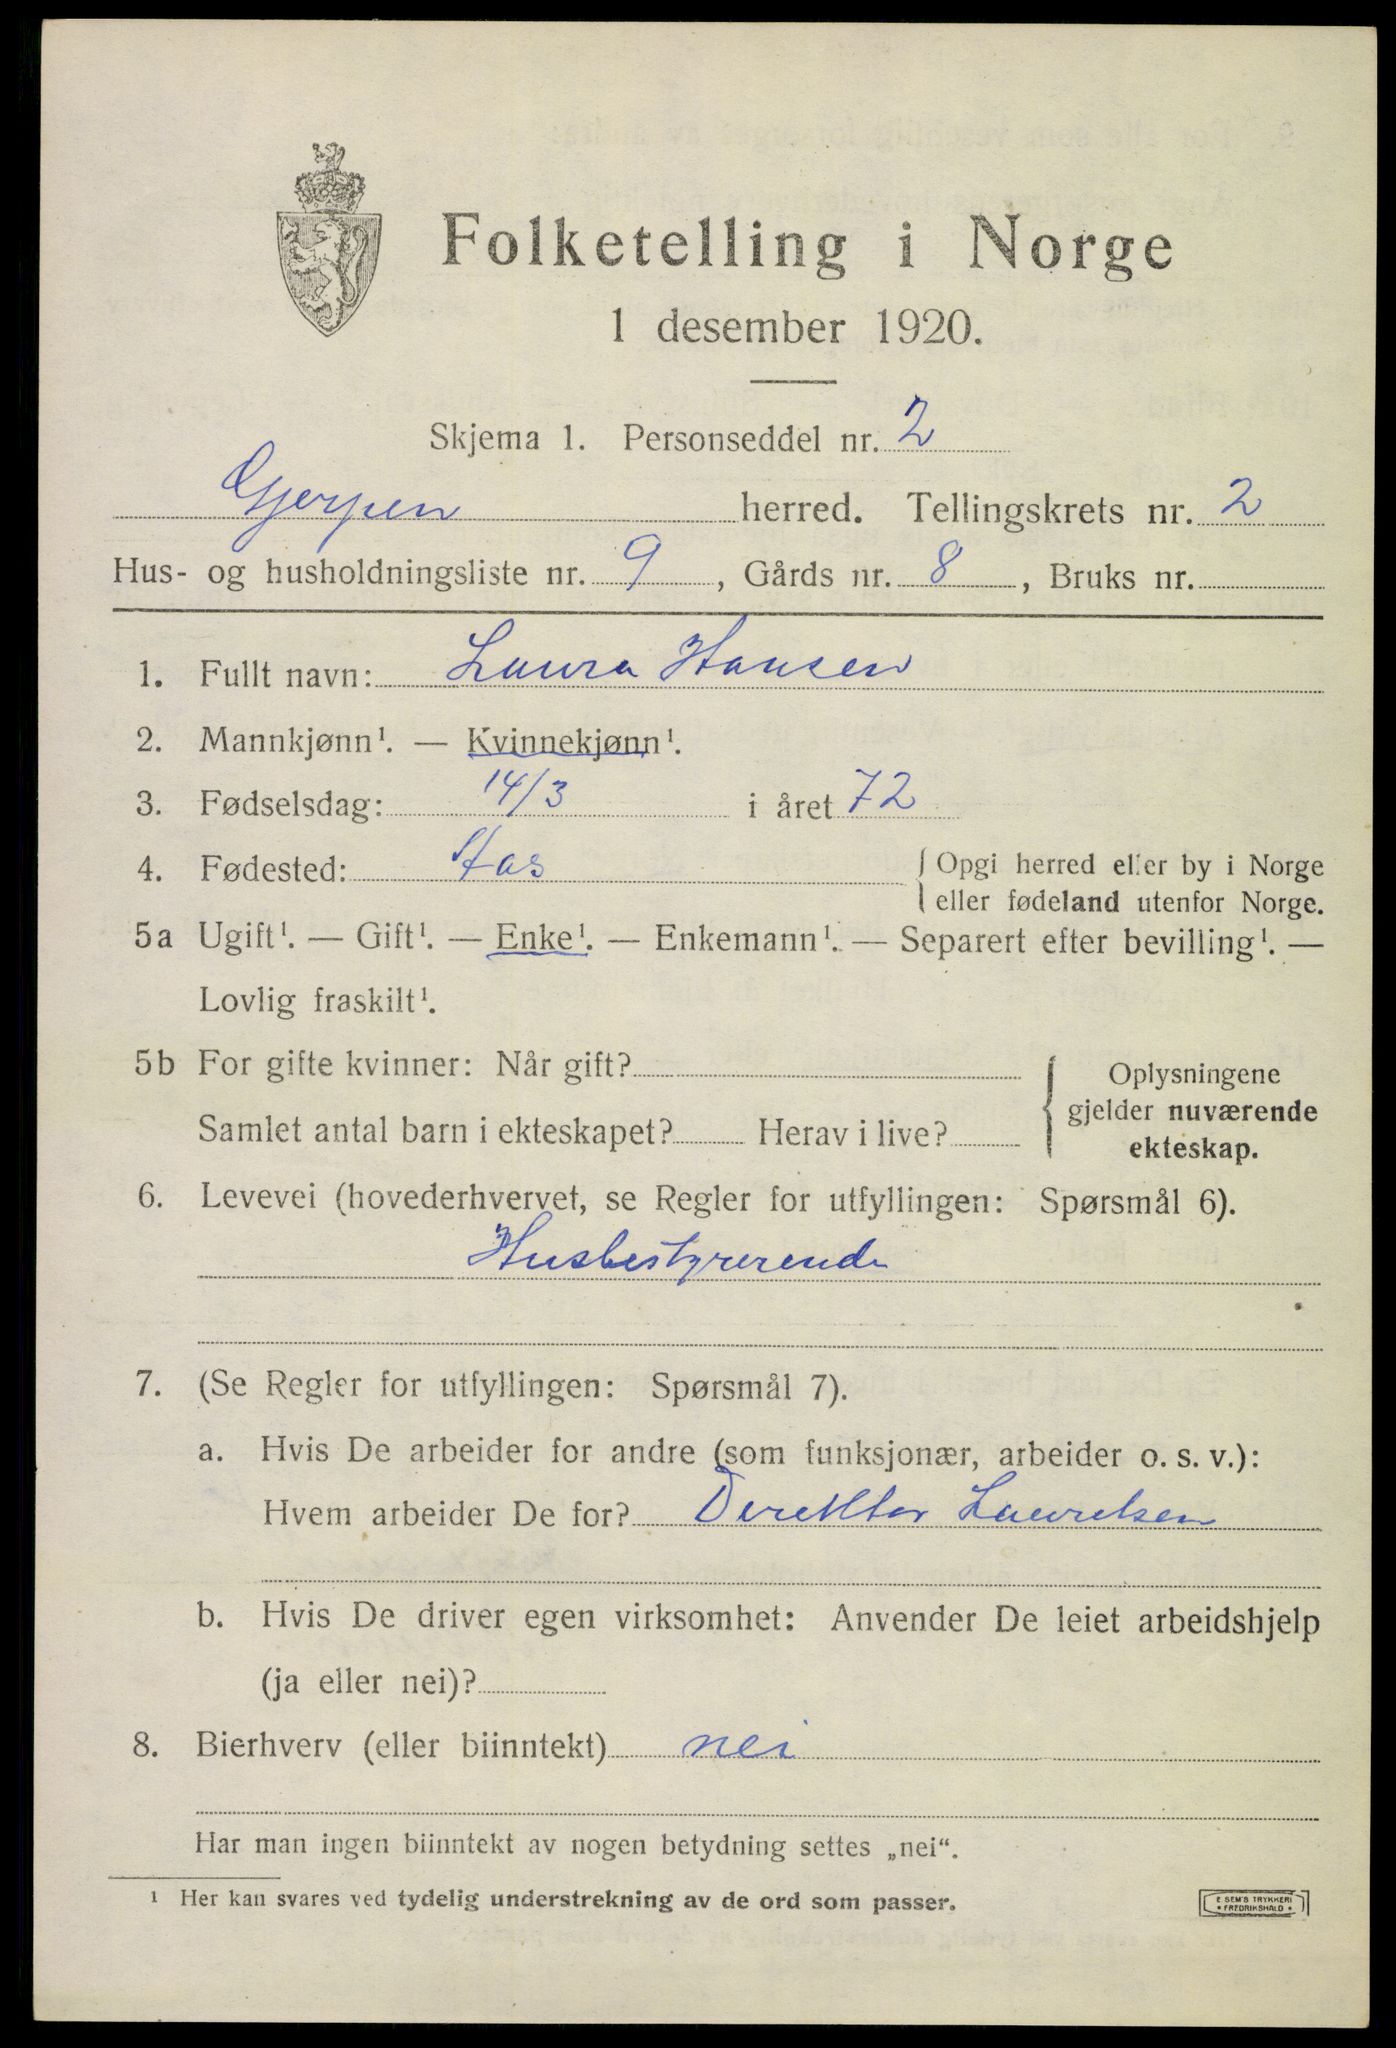 Folketelling i Norge
1 desember 1920.
Skjema 1. Personseddel nr. 2
Gjerpen herred. Tellingskrets nr. 2
Hus- og husholdningsliste nr. 9, Gårds nr. 8, Bruks nr.
1. Fullt navn: Laura Hansen
2. Mannkjønn¹. — Kvinnekjønn¹.
3. Fødselsdag: 14/3 i året 72
4. Fødested: Aas {Opgi herred eller by i Norge
eller fødeland utenfor Norge.
5a Ugift¹. — Gift¹. — Enke¹. — Enkemann¹. — Separert efter bevilling¹. —
Lovlig fraskilt¹.
5b For gifte kvinner: Når gift?
Samlet antal barn i ekteskapet? Herav i live?
{Oplysningene
gjelder nuværende
ekteskap.
6. Levevei (hovederhvervet, se Regler for utfyllingen: Spørsmål 6).
Husbestyrerende
7. (Se Regler for utfyllingen: Spørsmål 7).
a. Hvis De arbeider for andre (som funksjonær, arbeider o. s. v.):
Hvem arbeider De for? Direktør Lauretsen
b. Hvis De driver egen virksomhet: Anvender De leiet arbeidshjelp
(ja eller nei)?
8. Bierhverv (eller biinntekt) nei
Har man ingen biinntekt av nogen betydning settes „nei“.
¹ Her kan svares ved tydelig understrekning av de ord som passer.
E SEM'S TRYKKERI
• FREDRIKSHALD •